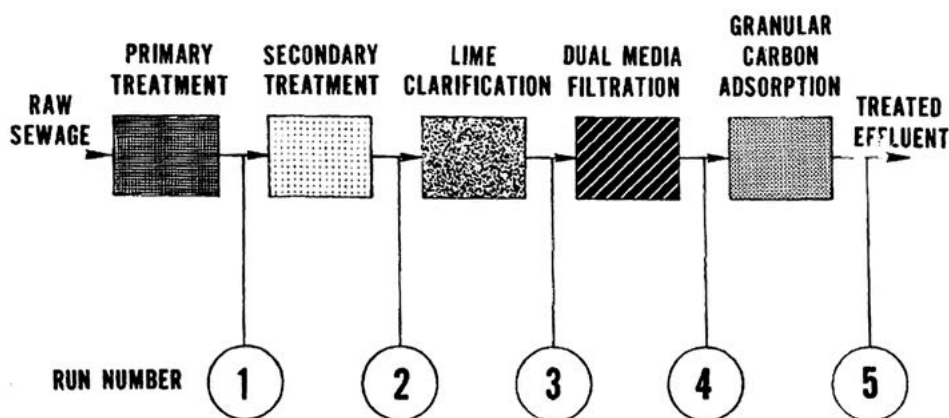 PRIMARY
TREATMENT
SECONDARY
TREATMENT
LIME
CLARIFICATION
DUAL MEDIA
FILTRATION
GRANULAR
CARBON
ADSORPTION
RAW
SEWAGE
TREATED
EFFLUENT
RUN NUMBER 1 2 3 4 5